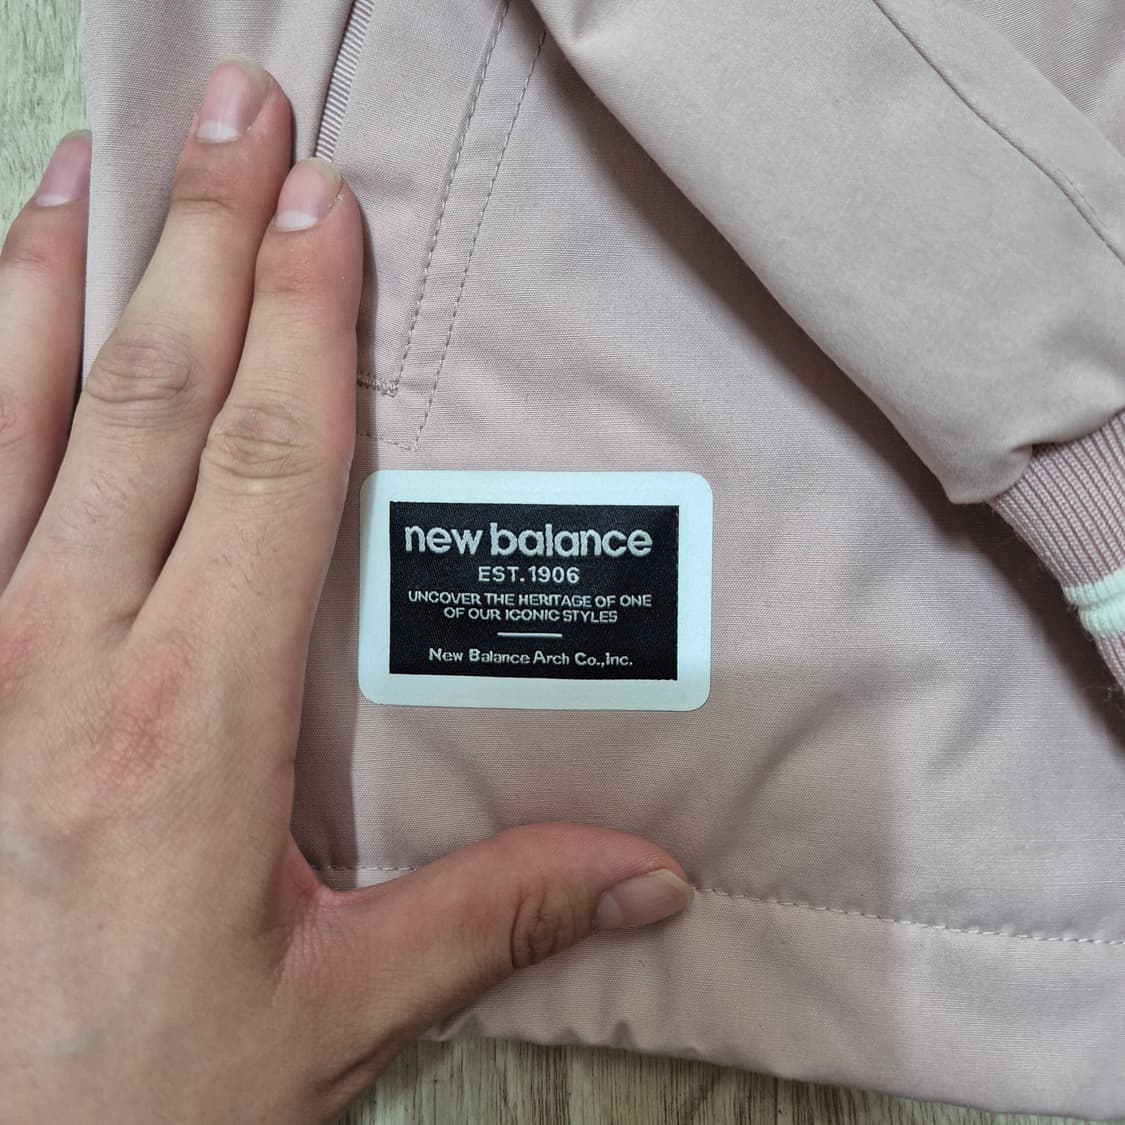 new balance
EST. 1906
UNCOVER THE HERITAGE OF ONE
OF OUR ICONIC STYLES
New Balance Arch Co.,Inc.